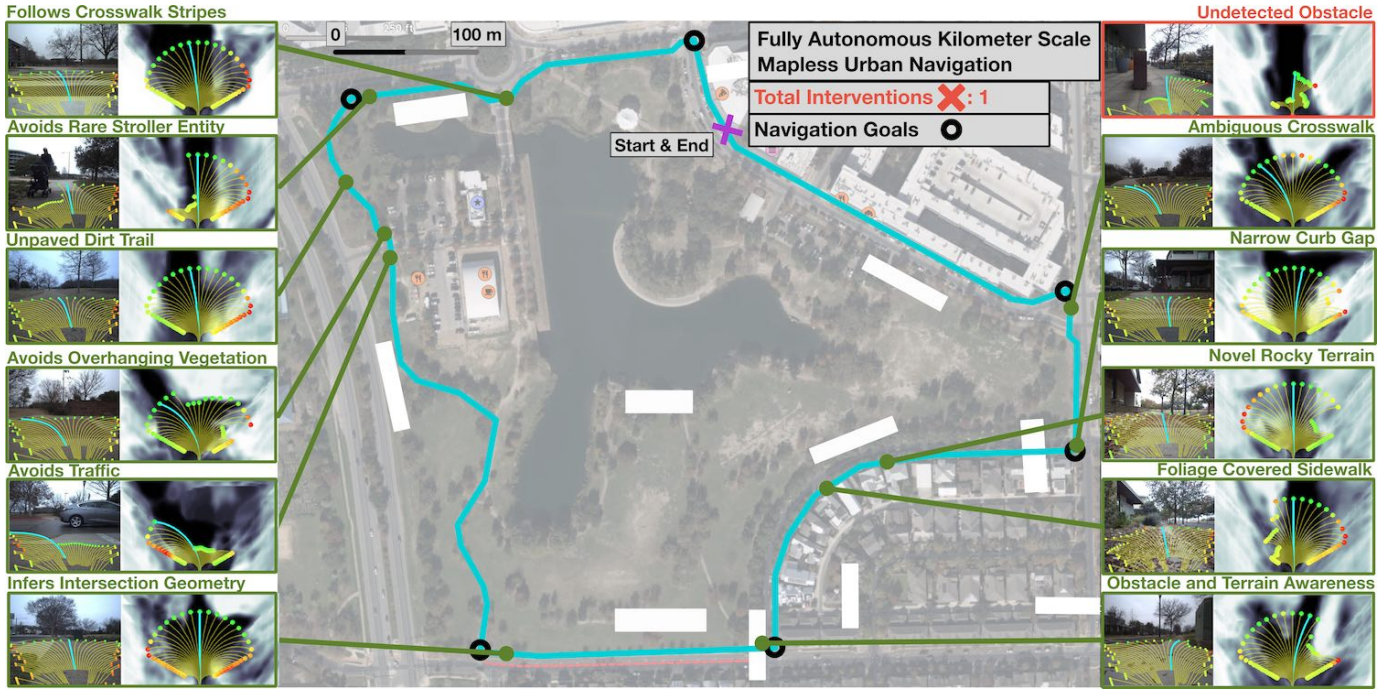 Follows Crosswalk Stripes
Avoids Rare Stroller Entity
Unpaved Dirt Trail
Avoids Overhanging Vegetation
Avoids Traffic
Infers Intersection Geometry
0
100 m
Start & End
Fully Autonomous Kilometer Scale
Mapless Urban Navigation
Total Interventions ✖: 1
Navigation Goals
Undetected Obstacle
Ambiguous Crosswalk
Narrow Curb Gap
Novel Rocky Terrain
Foliage Covered Sidewalk
Obstacle and Terrain Awareness